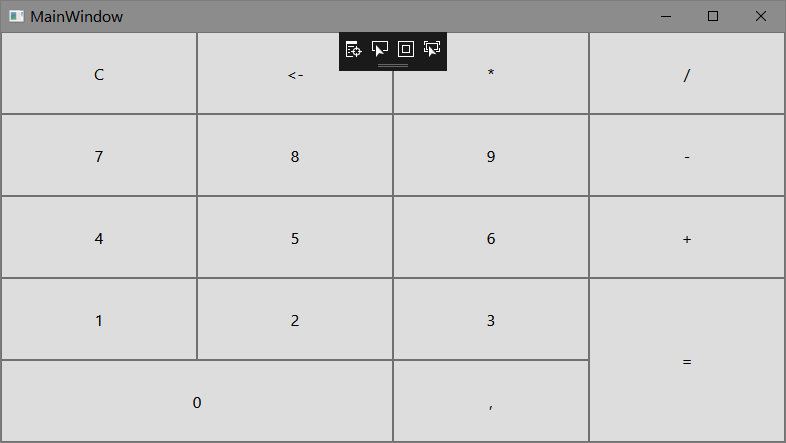 MainWindow
C <- * /
7 8 9 -
4 5 6 +
1 2 3
=
0 ,